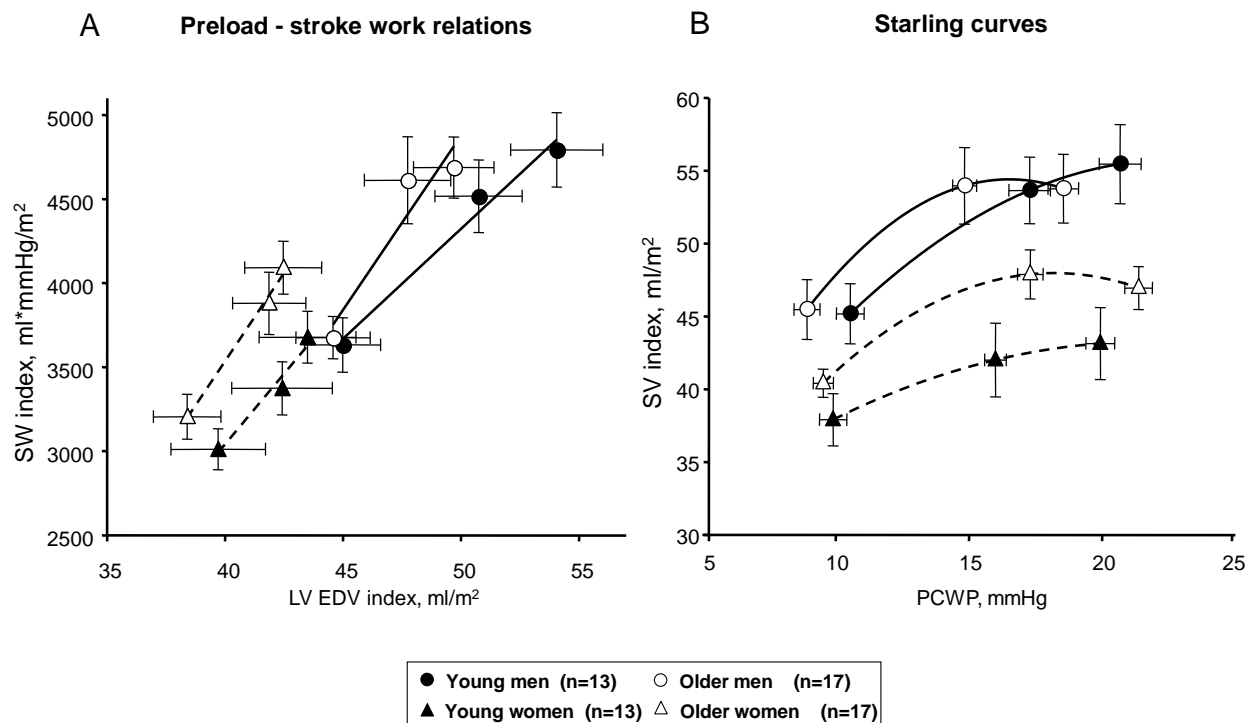 A Preload - stroke work relations
SW index, ml*mmHg/m²
5000
4500
4000
3500
3000
2500
35 40 45 50 55
LV EDV index, ml/m²
B Starling curves
SV index, ml/m²
60
55
50
45
40
35
30
5 10 15 20 25
PCWP, mmHg
Young men (n=13) Older men (n=17)
Young women (n=13) Older women (n=17)